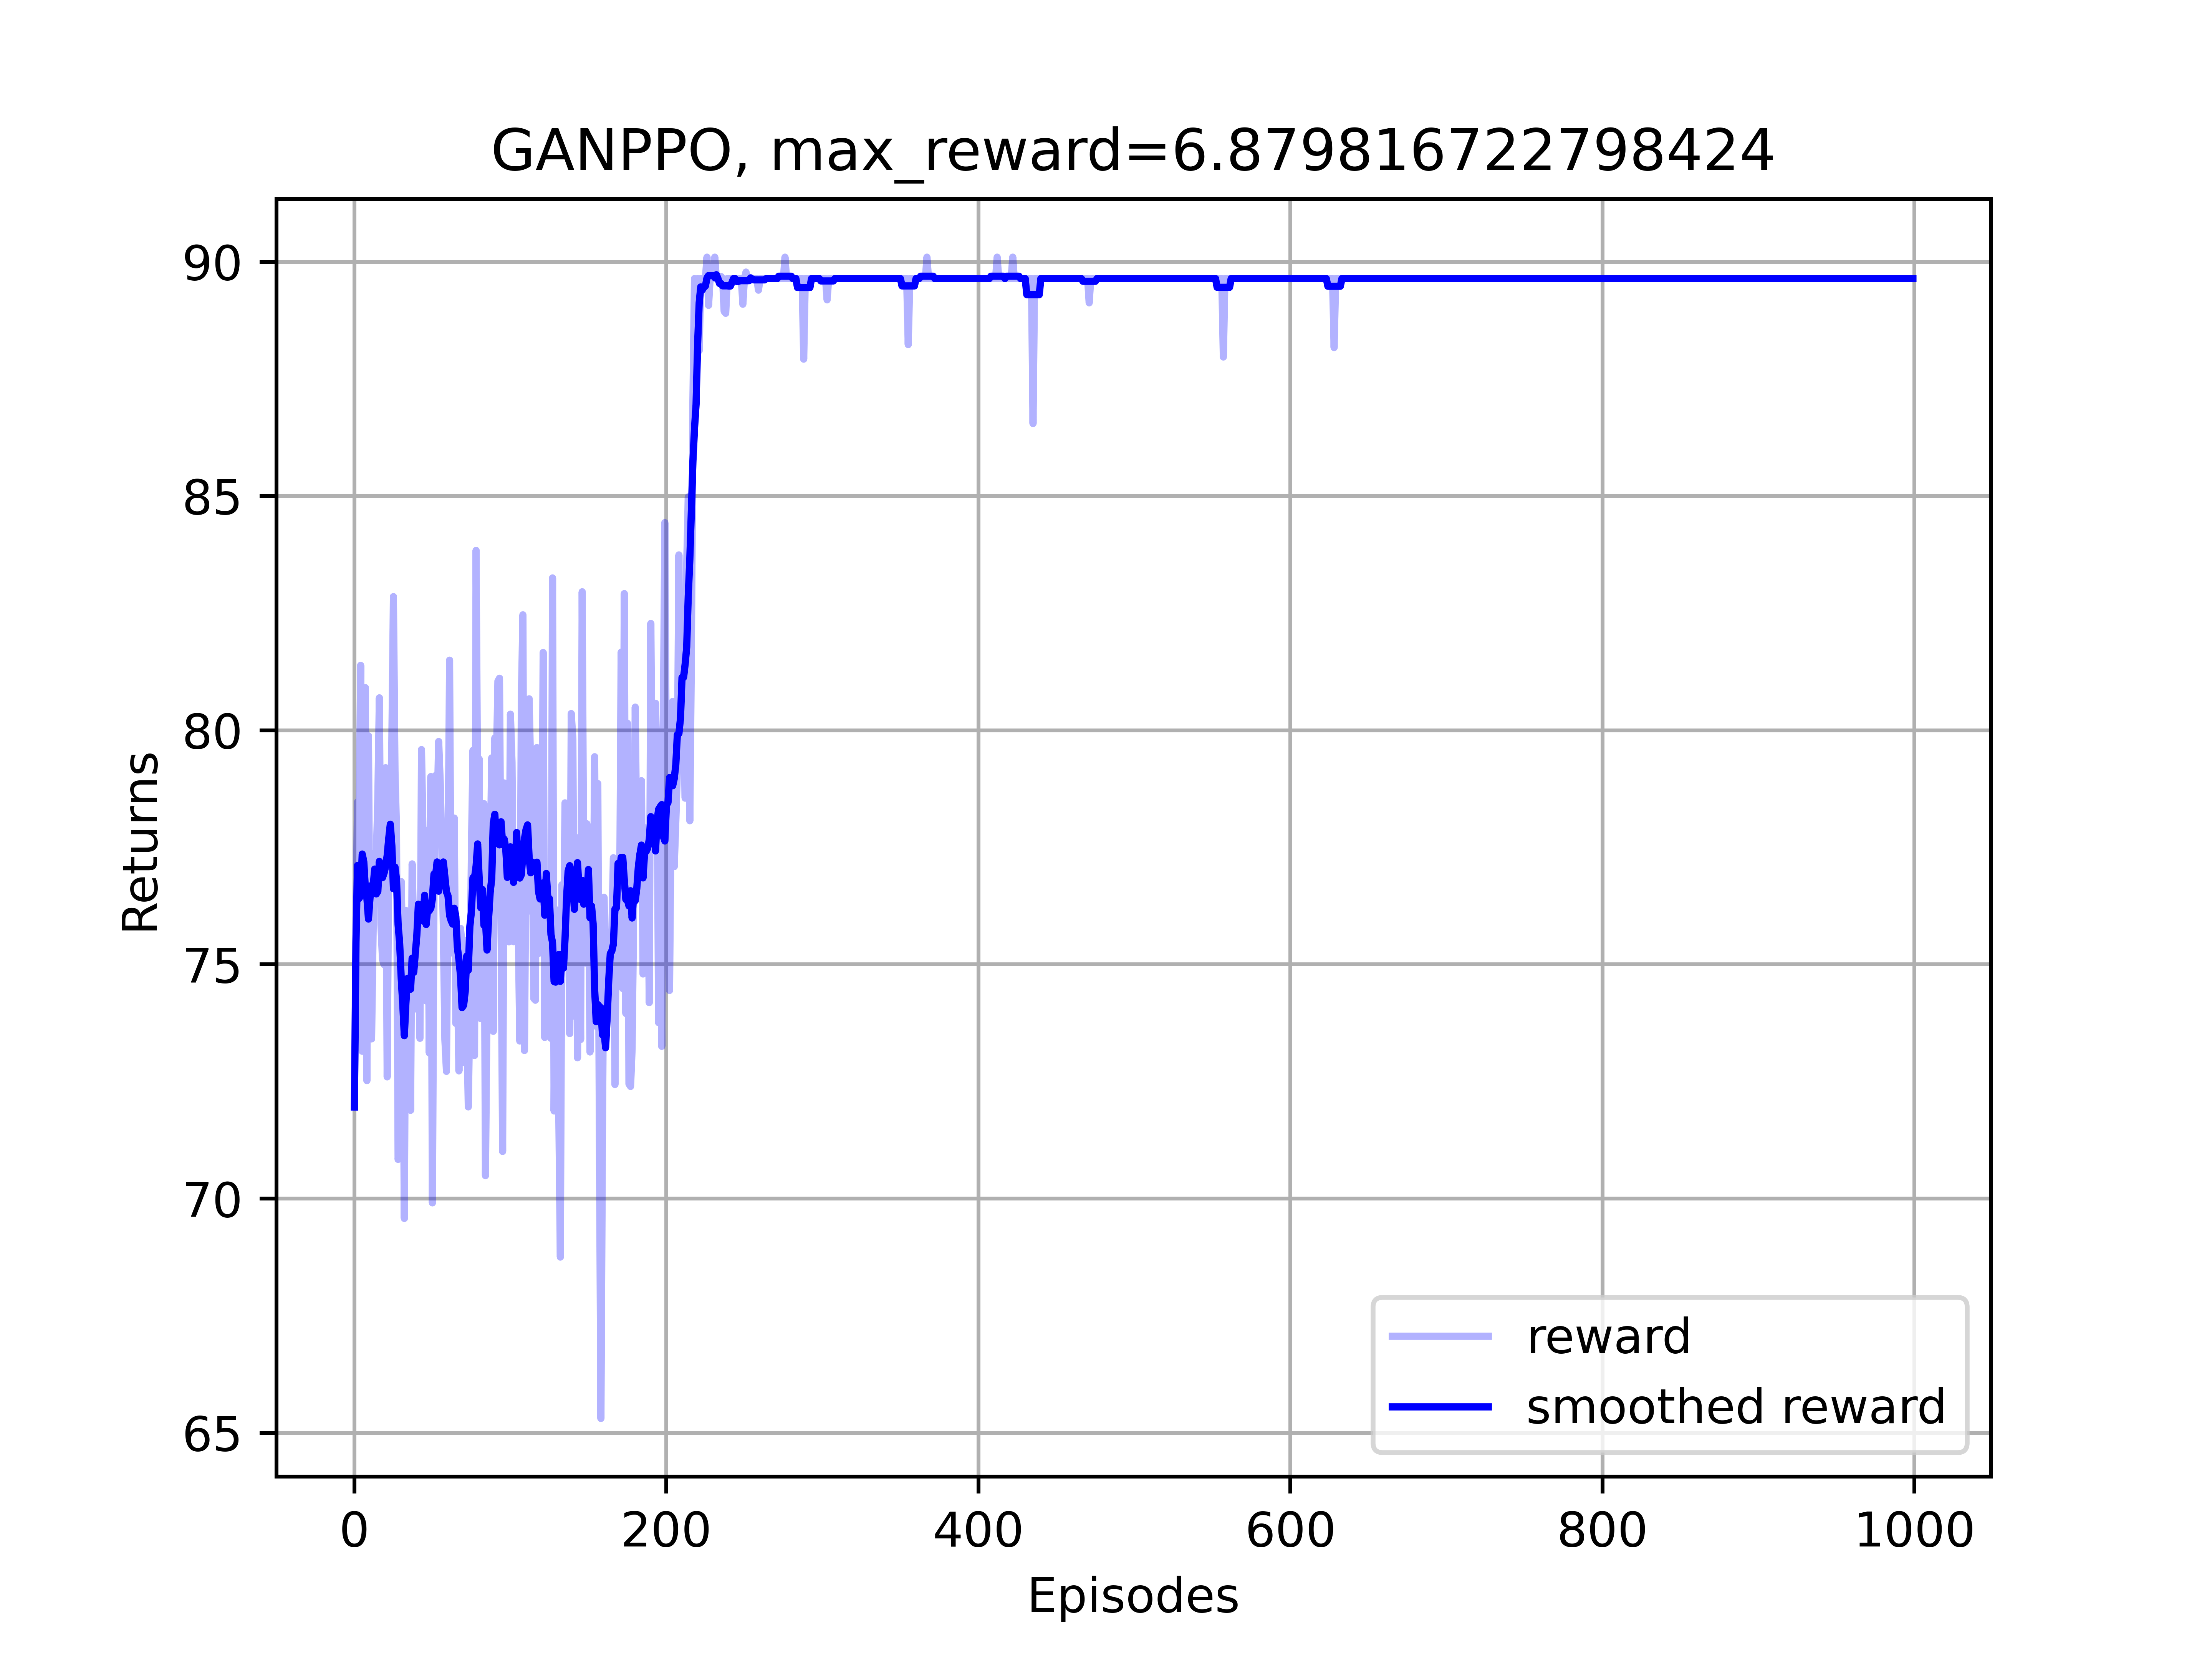 GANPPO, max_reward=6.879816722798424
Returns
90
85
80
75
70
65
0 200 400 600 800 1000
Episodes
reward
smoothed reward